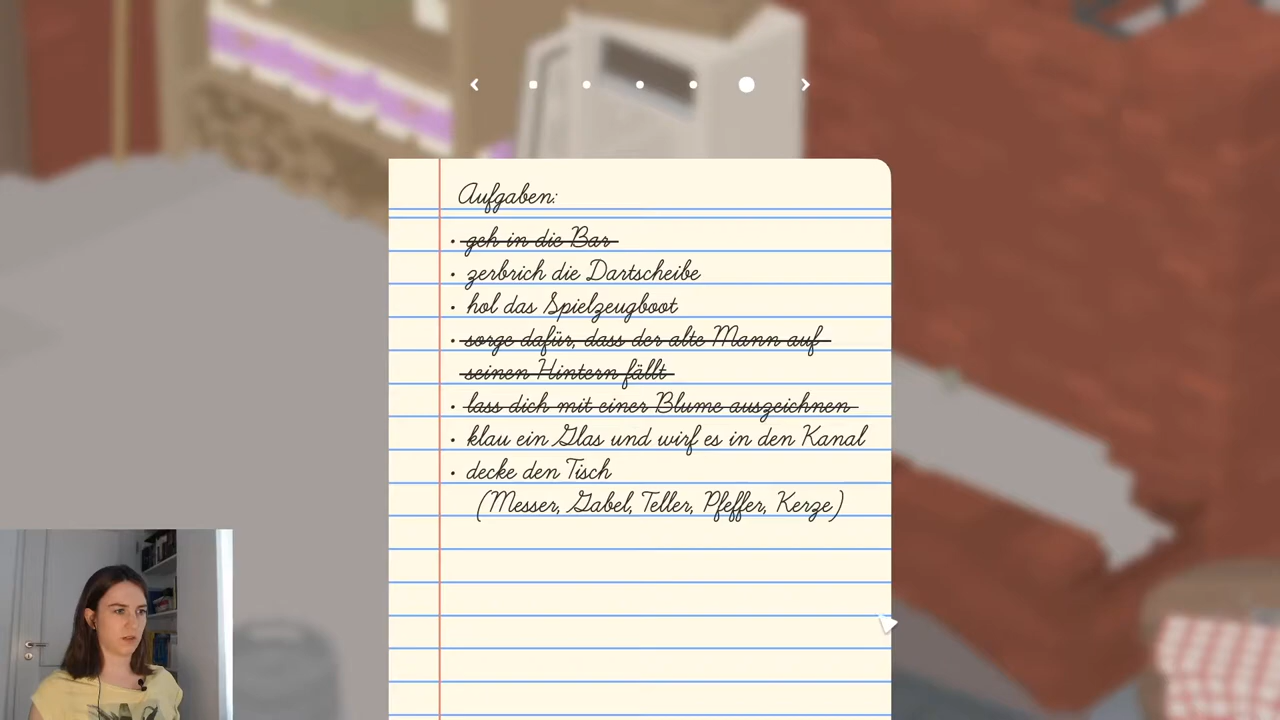 Aufgaben:
• geh in die Bar
• zerbrich die Dartscheibe
• hol das Spielzeugboot
• sorge dafür, dass der alte Mann auf
seinen Hintern fällt
• lass dich mit einer Blume auszeichnen
• klau ein Glas und wirf es in den Kanal
• decke den Tisch
(Messer, Gabel, Teller, Pfeffer, Kerze)